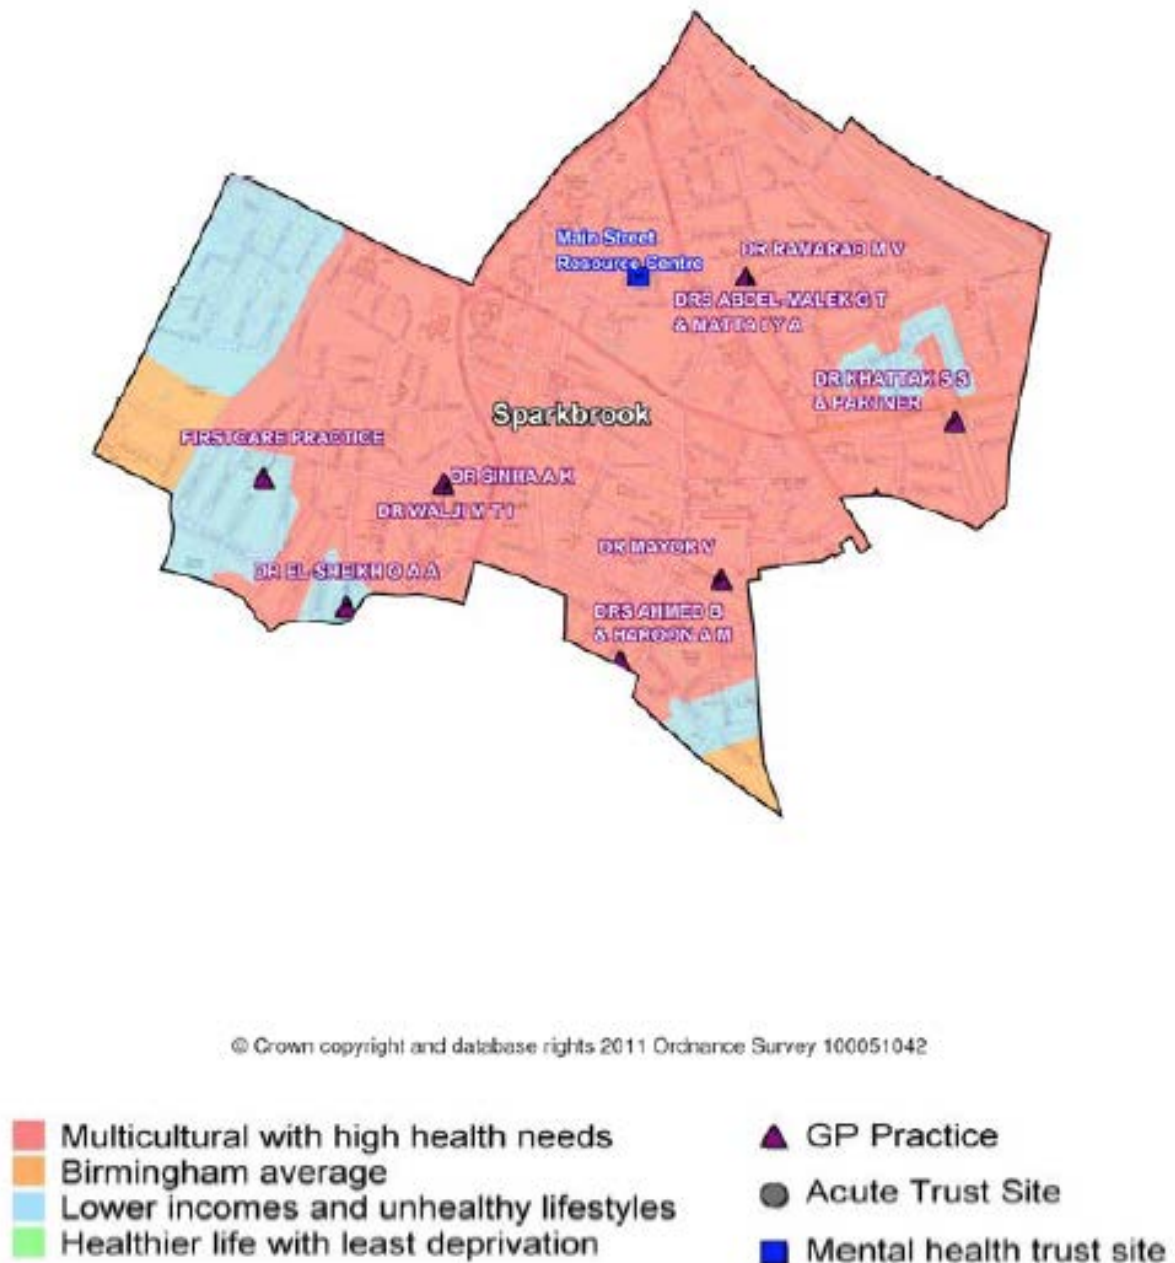 Main Street
Resource Centre
DR RAMARAO M V
DRS ABDEL-MALEK G T
& MATTA I Y A
DR KHATTAK S S
& PARTNER
Sparkbrook
FIRSTCARE PRACTICE
DR SINHA A K
DR WALJI M T I
DR MAYOR V
DR EL-SHEIKH O A A
DRS AHMED B
& HAROON A M
© Crown copyright and database rights 2011 Ordnance Survey 100051042
Multicultural with high health needs
Birmingham average
Lower incomes and unhealthy lifestyles
Healthier life with least deprivation
GP Practice
Acute Trust Site
Mental health trust site